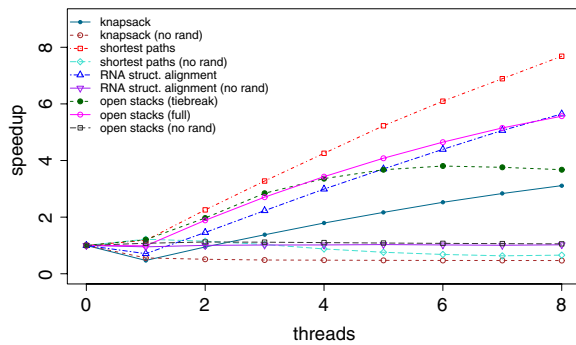 knapsack
knapsack (no rand)
shortest paths
shortest paths (no rand)
RNA struct. alignment
RNA struct. alignment (no rand)
open stacks (tiebreak)
open stacks (full)
open stacks (no rand)
speedup
8
6
4
2
0
0 2 4 6 8
threads